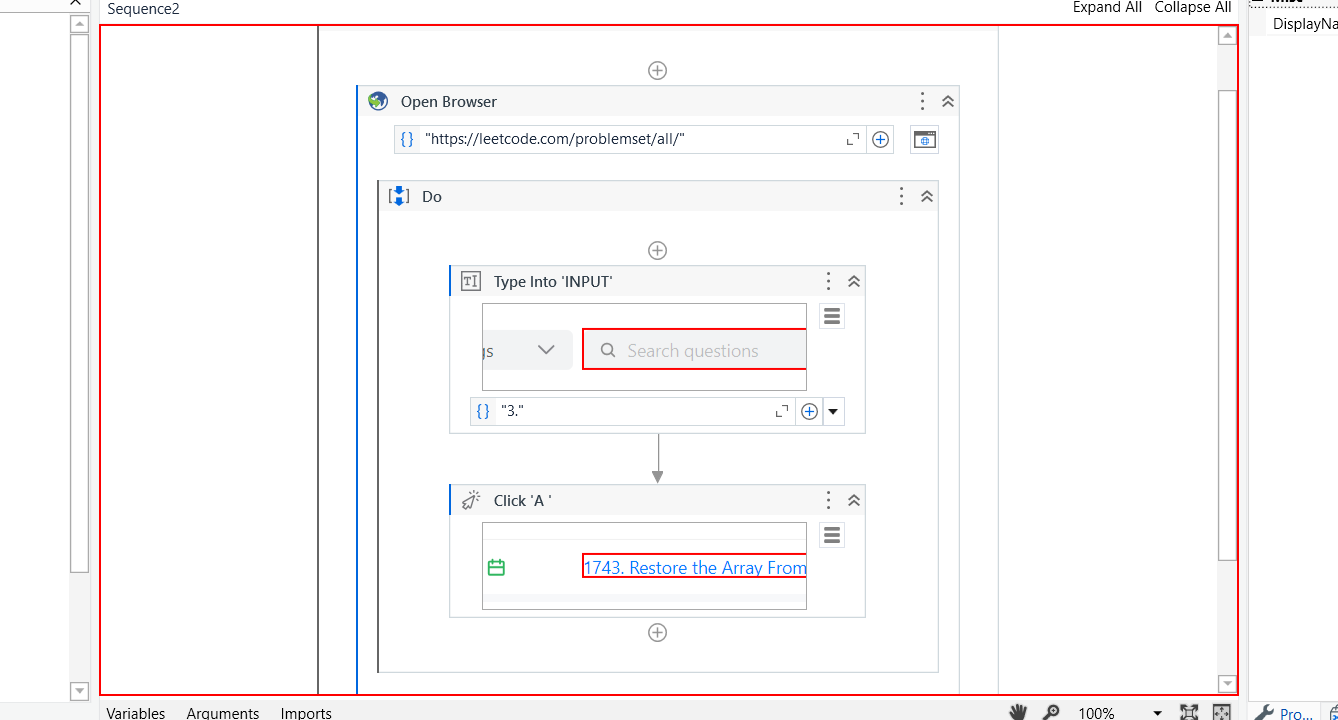 Sequence2
Expand All
Collapse All
Open Browser
{ } "https://leetcode.com/problemset/all/"
Do
TI Type Into 'INPUT'
gs
Search questions
{ } "3."
Click 'A '
1743. Restore the Array From
Variables
Arguments
Imports
100%
DisplayNa
Pro...